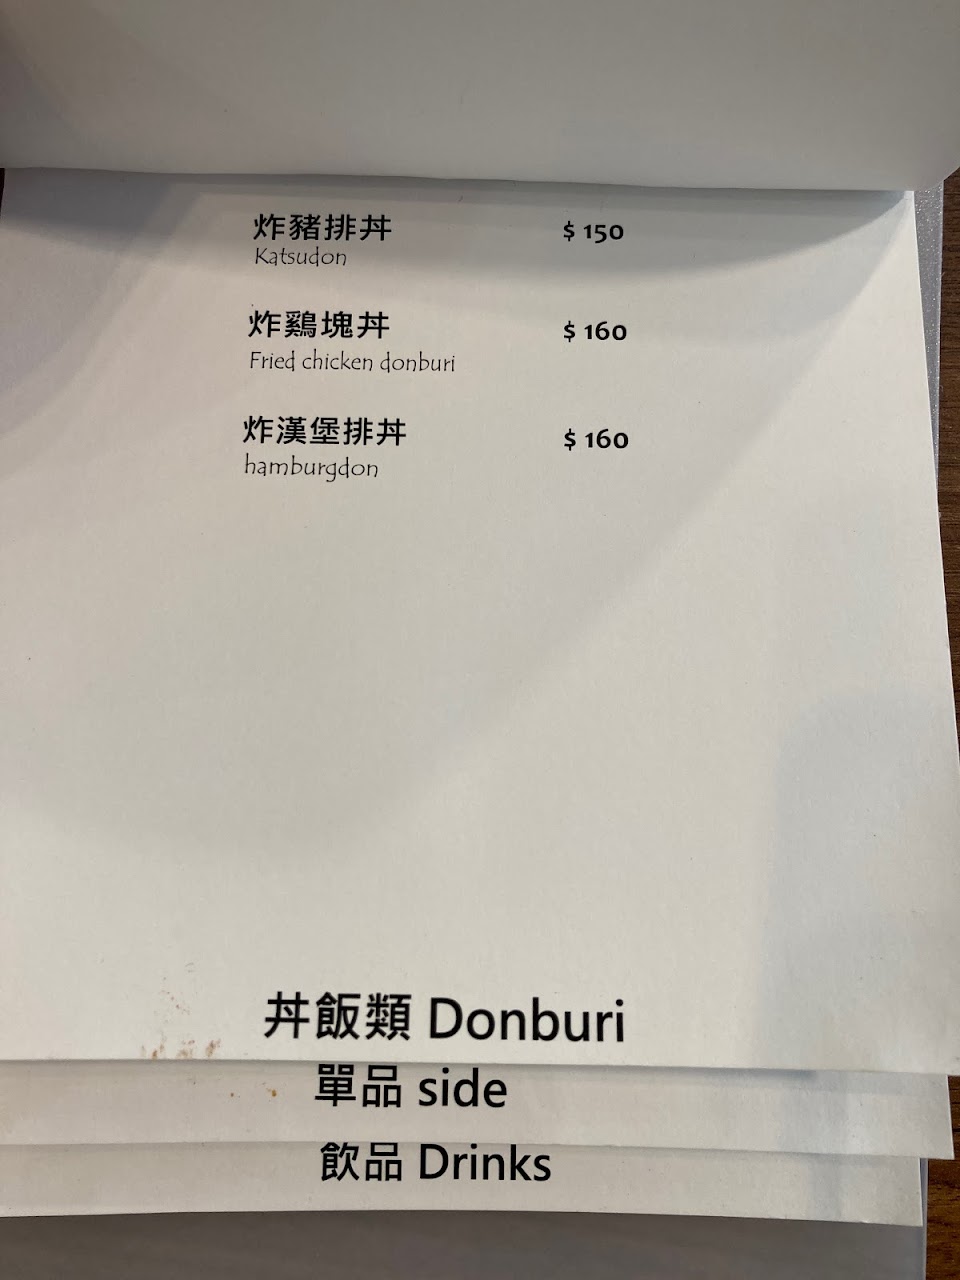 炸豬排丼 $ 150
Katsudon
炸鷄塊丼 $ 160
Fried chicken donburi
炸漢堡排丼 $ 160
hamburgdon
丼飯類 Donburi
單品 side
飲品 Drinks